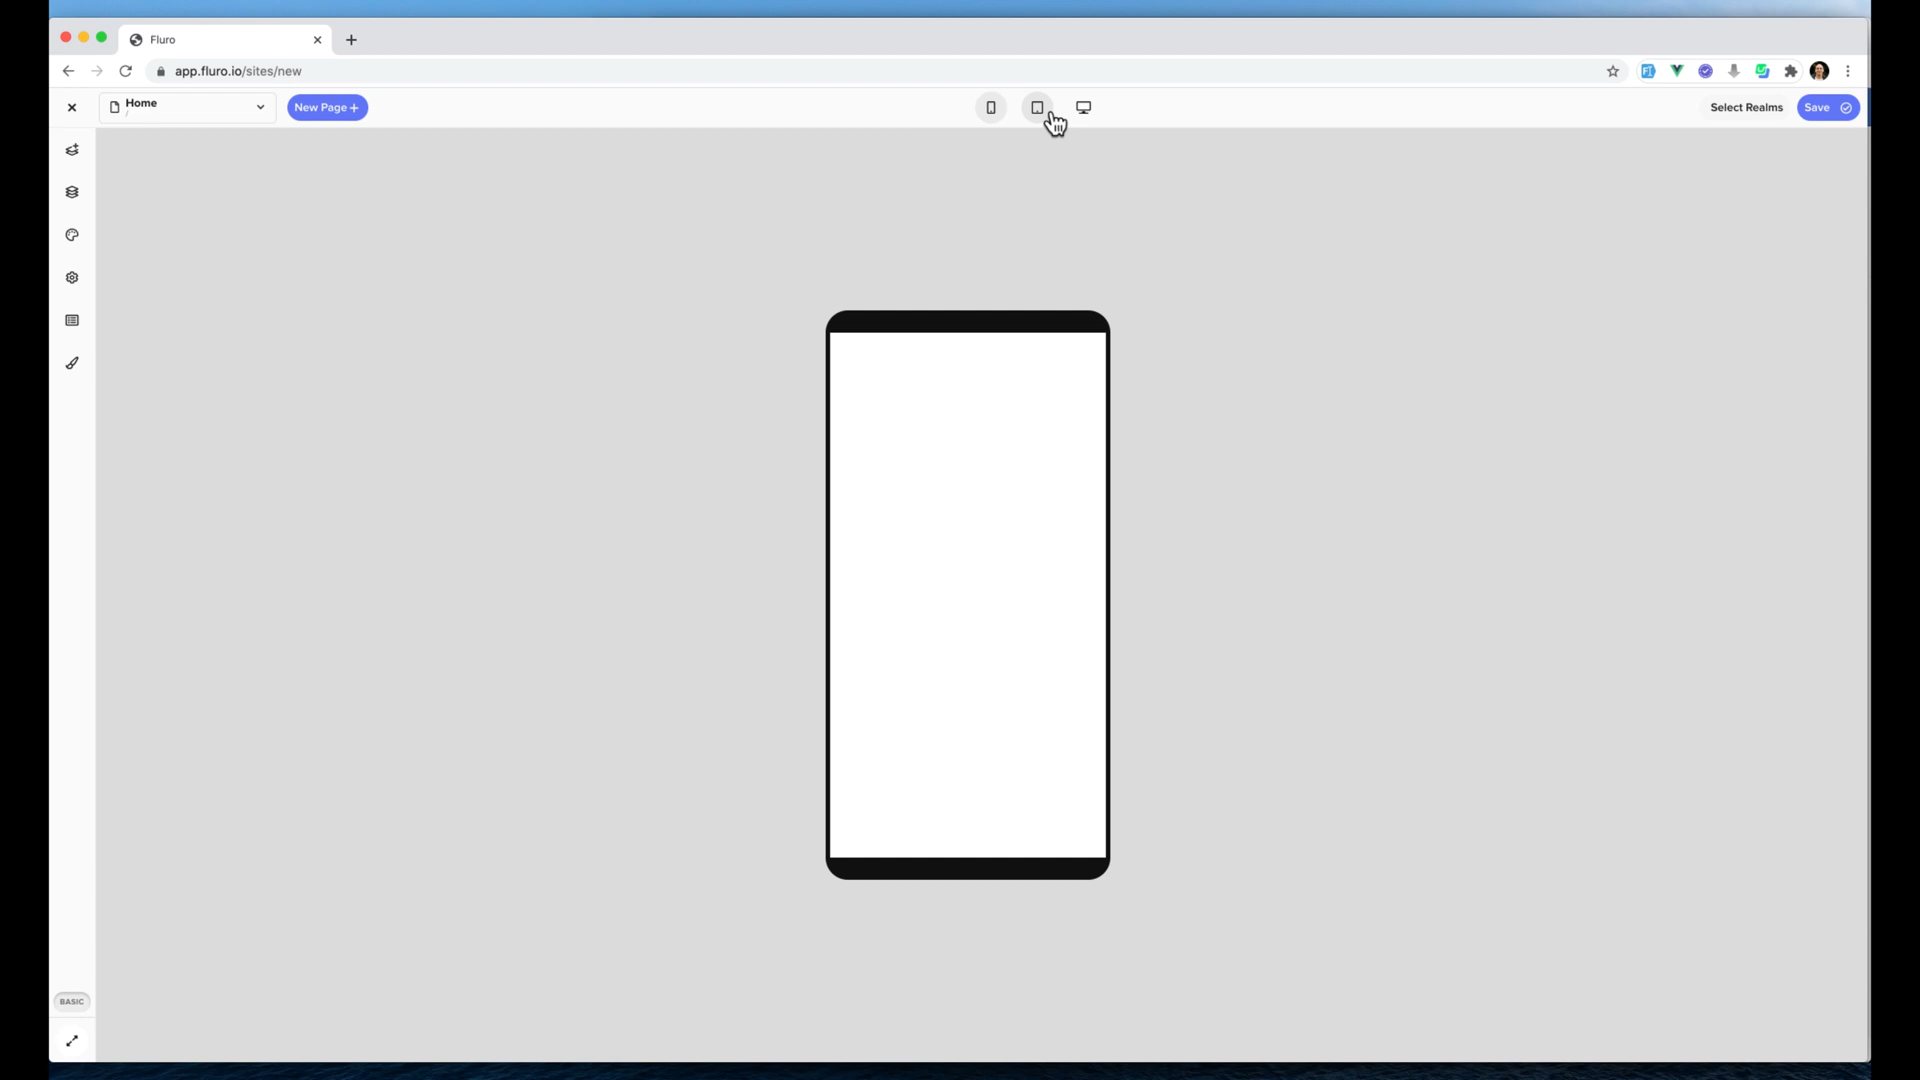 Fluro
app.fluro.io/sites/new
Home
/
New Page+
Select Realms
Save
BASIC